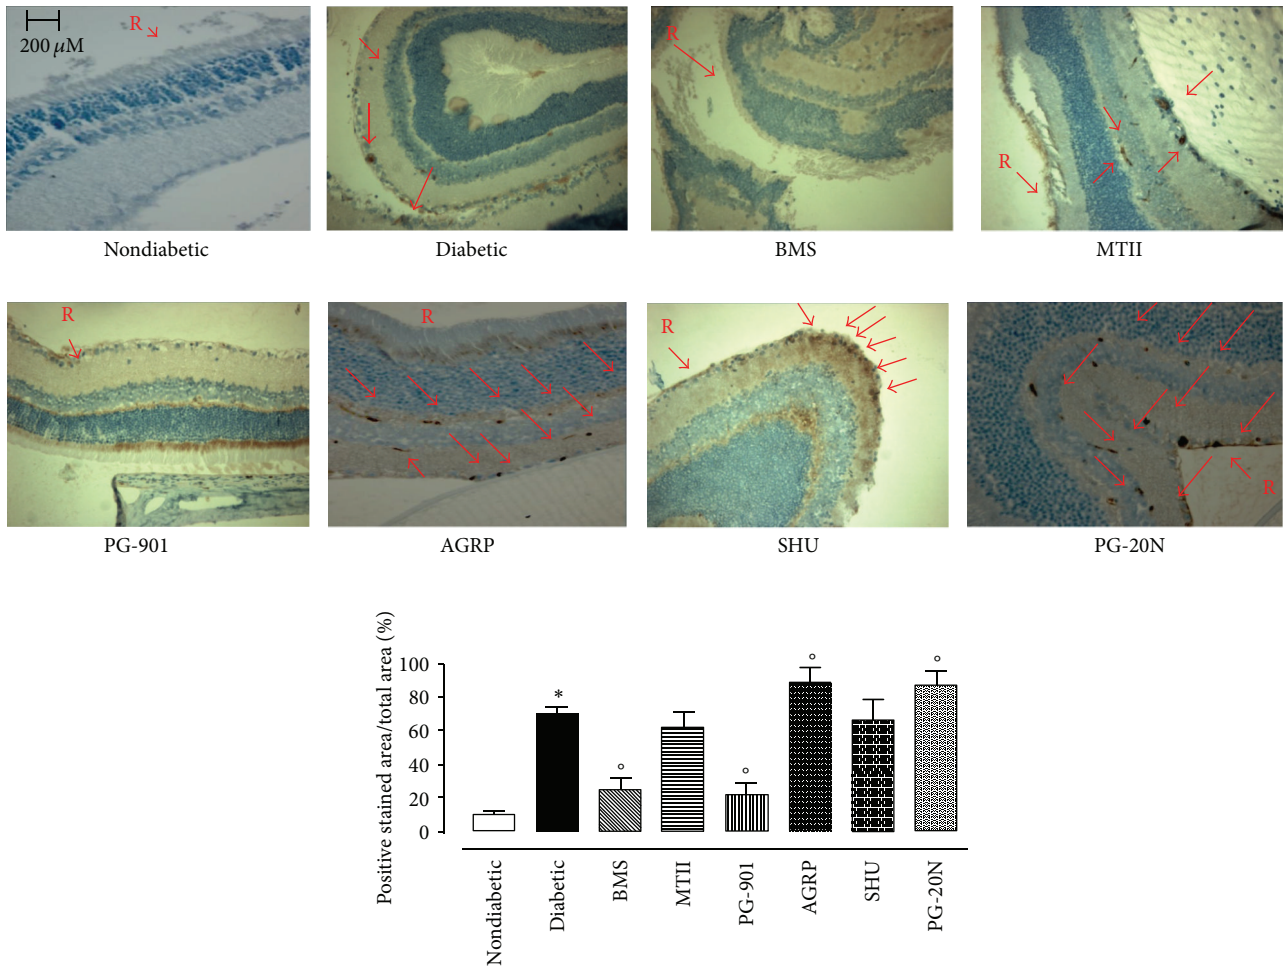 R
200 μM
R
R
Nondiabetic
Diabetic
BMS
MTII
R
R
R
R
PG-901
AGRP
SHU
PG-20N
Positive stained area/total area (%)
100
80
60
40
20
0
*
°
°
°
°
Nondiabetic
Diabetic
BMS
MTII
PG-901
AGRP
SHU
PG-20N